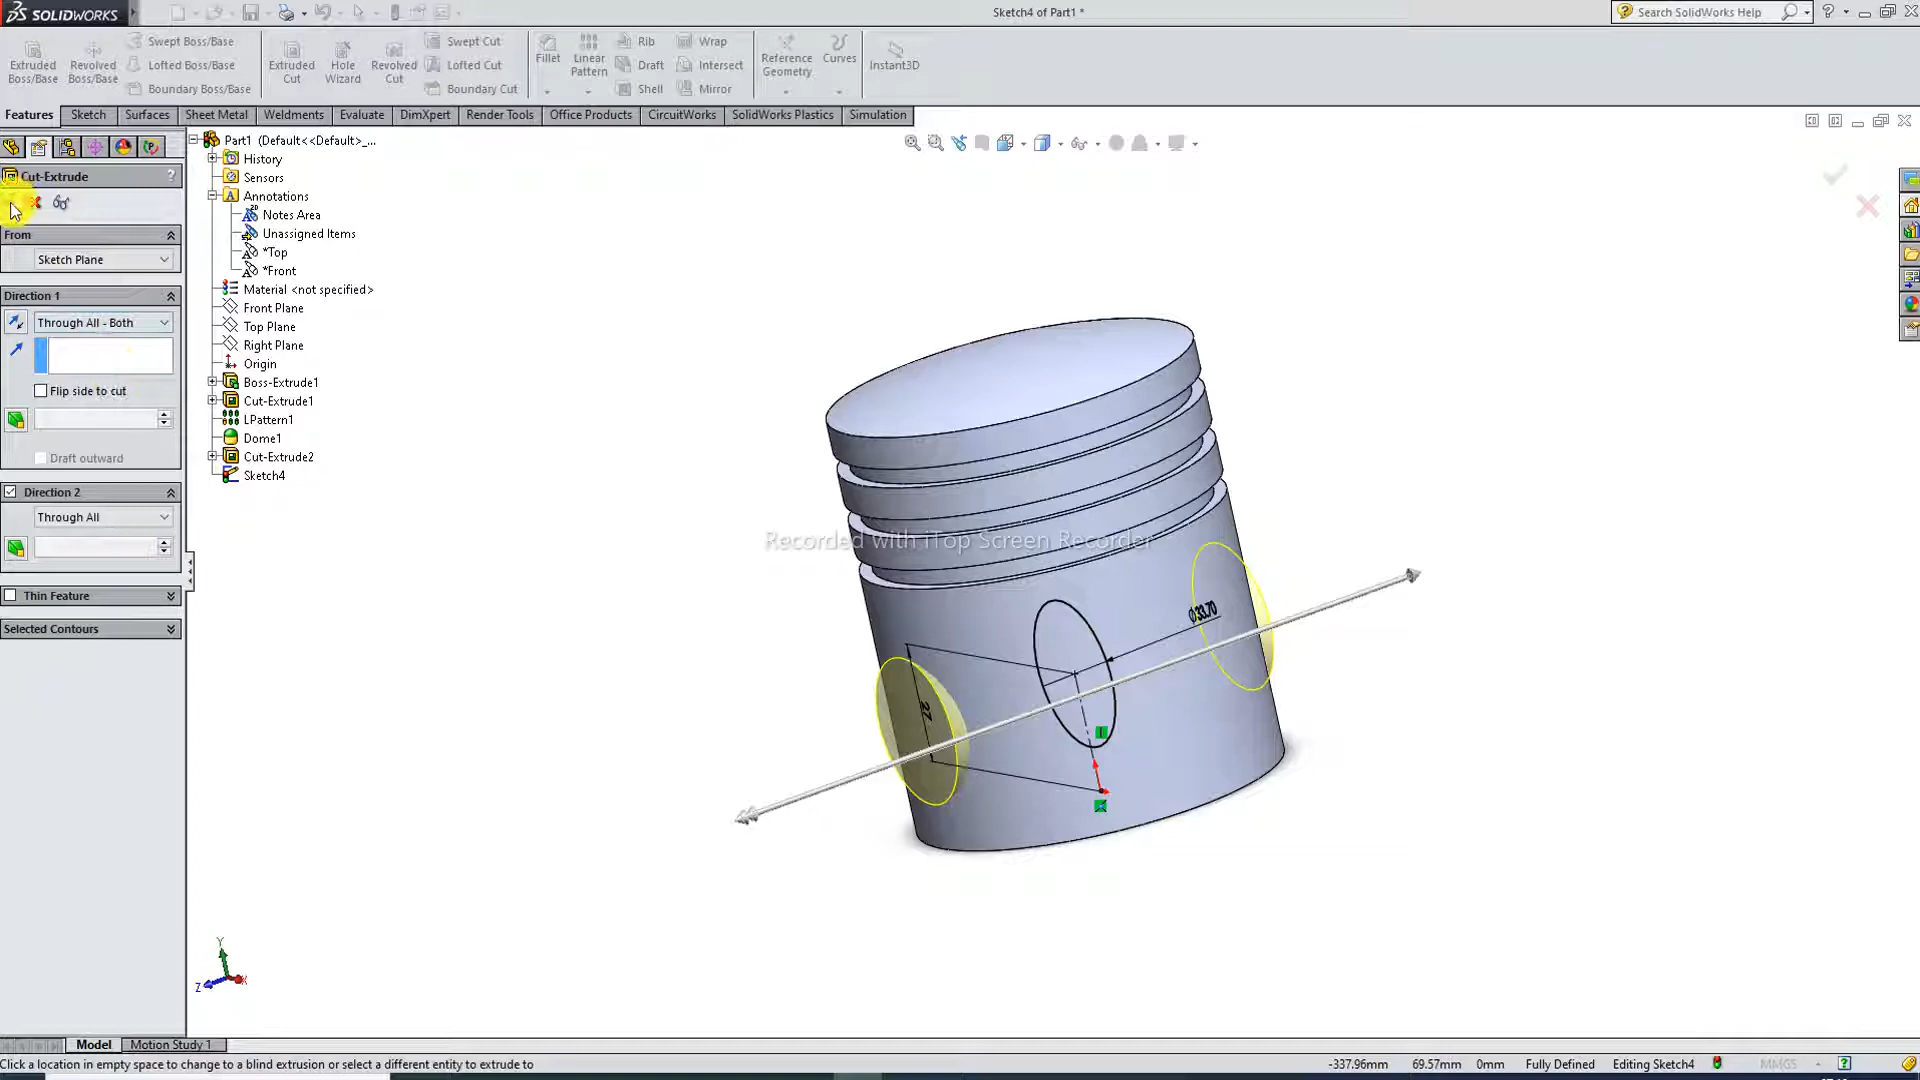 SOLIDWORKS
Sketch4 of Part1 *
Search SolidWorks Help
Extruded Boss/Base
Revolved Boss/Base
Swept Boss/Base
Lofted Boss/Base
Boundary Boss/Base
Extruded Cut
Hole Wizard
Revolved Cut
Swept Cut
Lofted Cut
Boundary Cut
Fillet
Linear Pattern
Rib
Draft
Shell
Wrap
Intersect
Mirror
Reference Geometry
Curves
Instant3D
Features
Sketch
Surfaces
Sheet Metal
Weldments
Evaluate
DimXpert
Render Tools
Office Products
CircuitWorks
SolidWorks Plastics
Simulation
Cut-Extrude
?
From
Sketch Plane
Direction 1
Through All - Both
Flip side to cut
Draft outward
Direction 2
Through All
Thin Feature
Selected Contours
Part1 (Default<<Default>_...
History
Sensors
Annotations
Notes Area
Unassigned Items
*Top
*Front
Material <not specified>
Front Plane
Top Plane
Right Plane
Origin
Boss-Extrude1
Cut-Extrude1
LPattern1
Dome1
Cut-Extrude2
Sketch4
Recorded with iTop Screen Recorder
Ø33.70
27
Y
Z
X
Model
Motion Study 1
Click a location in empty space to change to a blind extrusion or select a different entity to extrude to
-337.96mm
69.57mm
0mm
Fully Defined
Editing Sketch4
MMGS